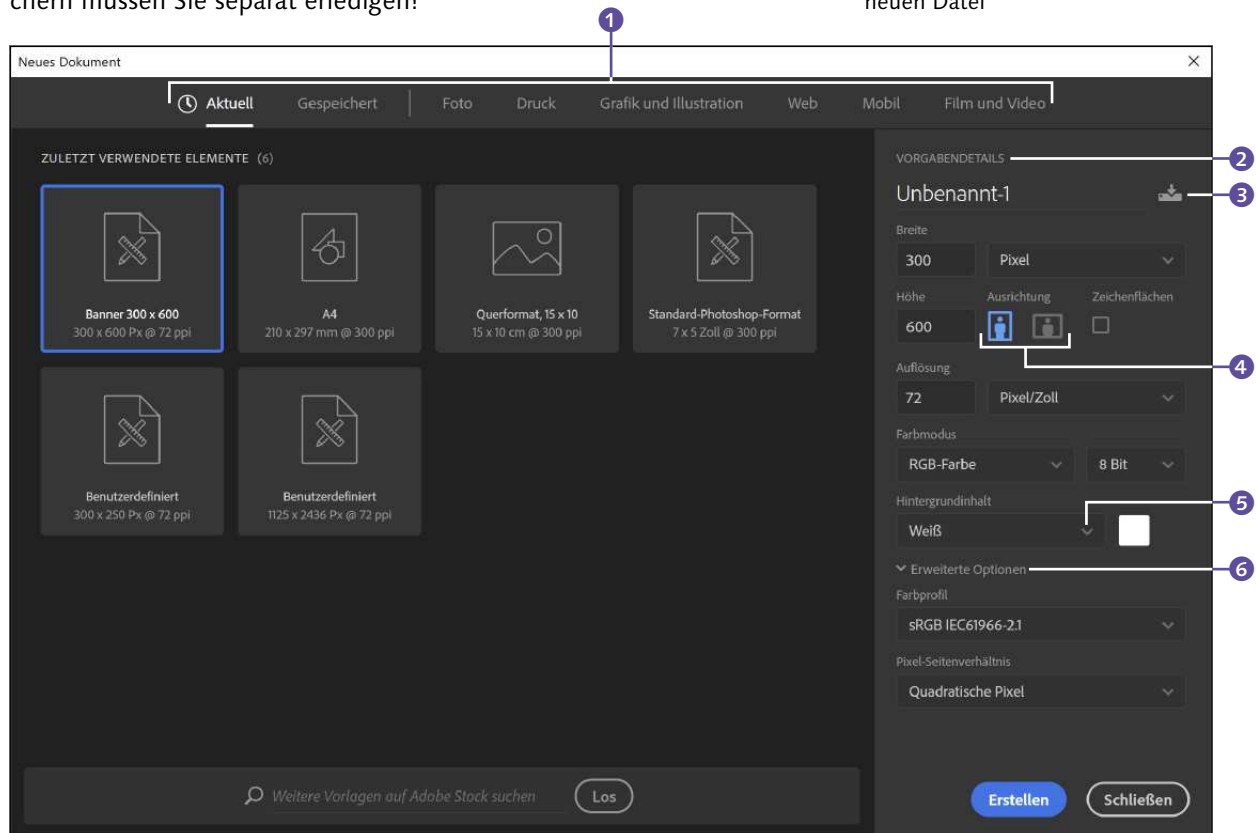 chern müssen Sie separat erledigen!
neuen Datei
1
Neues Dokument
Aktuell Gespeichert Foto Druck Grafik und Illustration Web Mobil Film und Video
ZULETZT VERWENDETE ELEMENTE (6)
Banner 300 x 600
300 x 600 Px @ 72 ppi
A4
210 x 297 mm @ 300 ppi
Querformat, 15 x 10
15 x 10 cm @ 300 ppi
Standard-Photoshop-Format
7 x 5 Zoll @ 300 ppi
Benutzerdefiniert
300 x 250 Px @ 72 ppi
Benutzerdefiniert
1125 x 2436 Px @ 72 ppi
Weitere Vorlagen auf Adobe Stock suchen Los
VORGABENDETAILS 2
Unbenannt-1 3
Breite
300 Pixel
Höhe Ausrichtung Zeichenflächen
600
4
Auflösung
72 Pixel/Zoll
Farbmodus
RGB-Farbe 8 Bit
Hintergrundinhalt 5
Weiß
Erweiterte Optionen 6
Farbprofil
sRGB IEC61966-2.1
Pixel-Seitenverhältnis
Quadratische Pixel
Erstellen Schließen